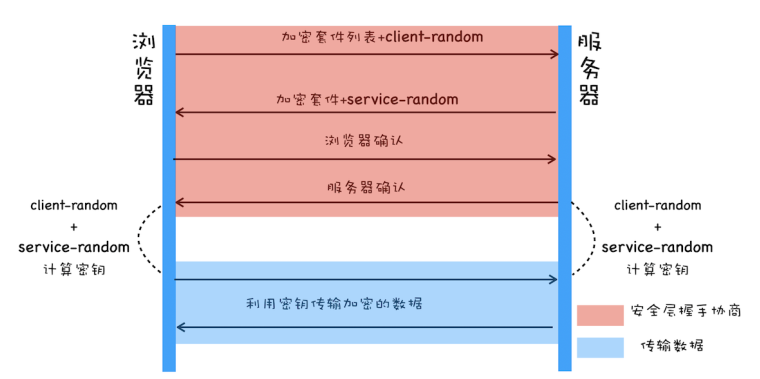 浏览器
服务器
加密套件列表+client-random
加密套件+service-random
浏览器确认
服务器确认
client-random
+
service-random
计算密钥
client-random
+
service-random
计算密钥
利用密钥传输加密的数据
安全层握手协商
传输数据